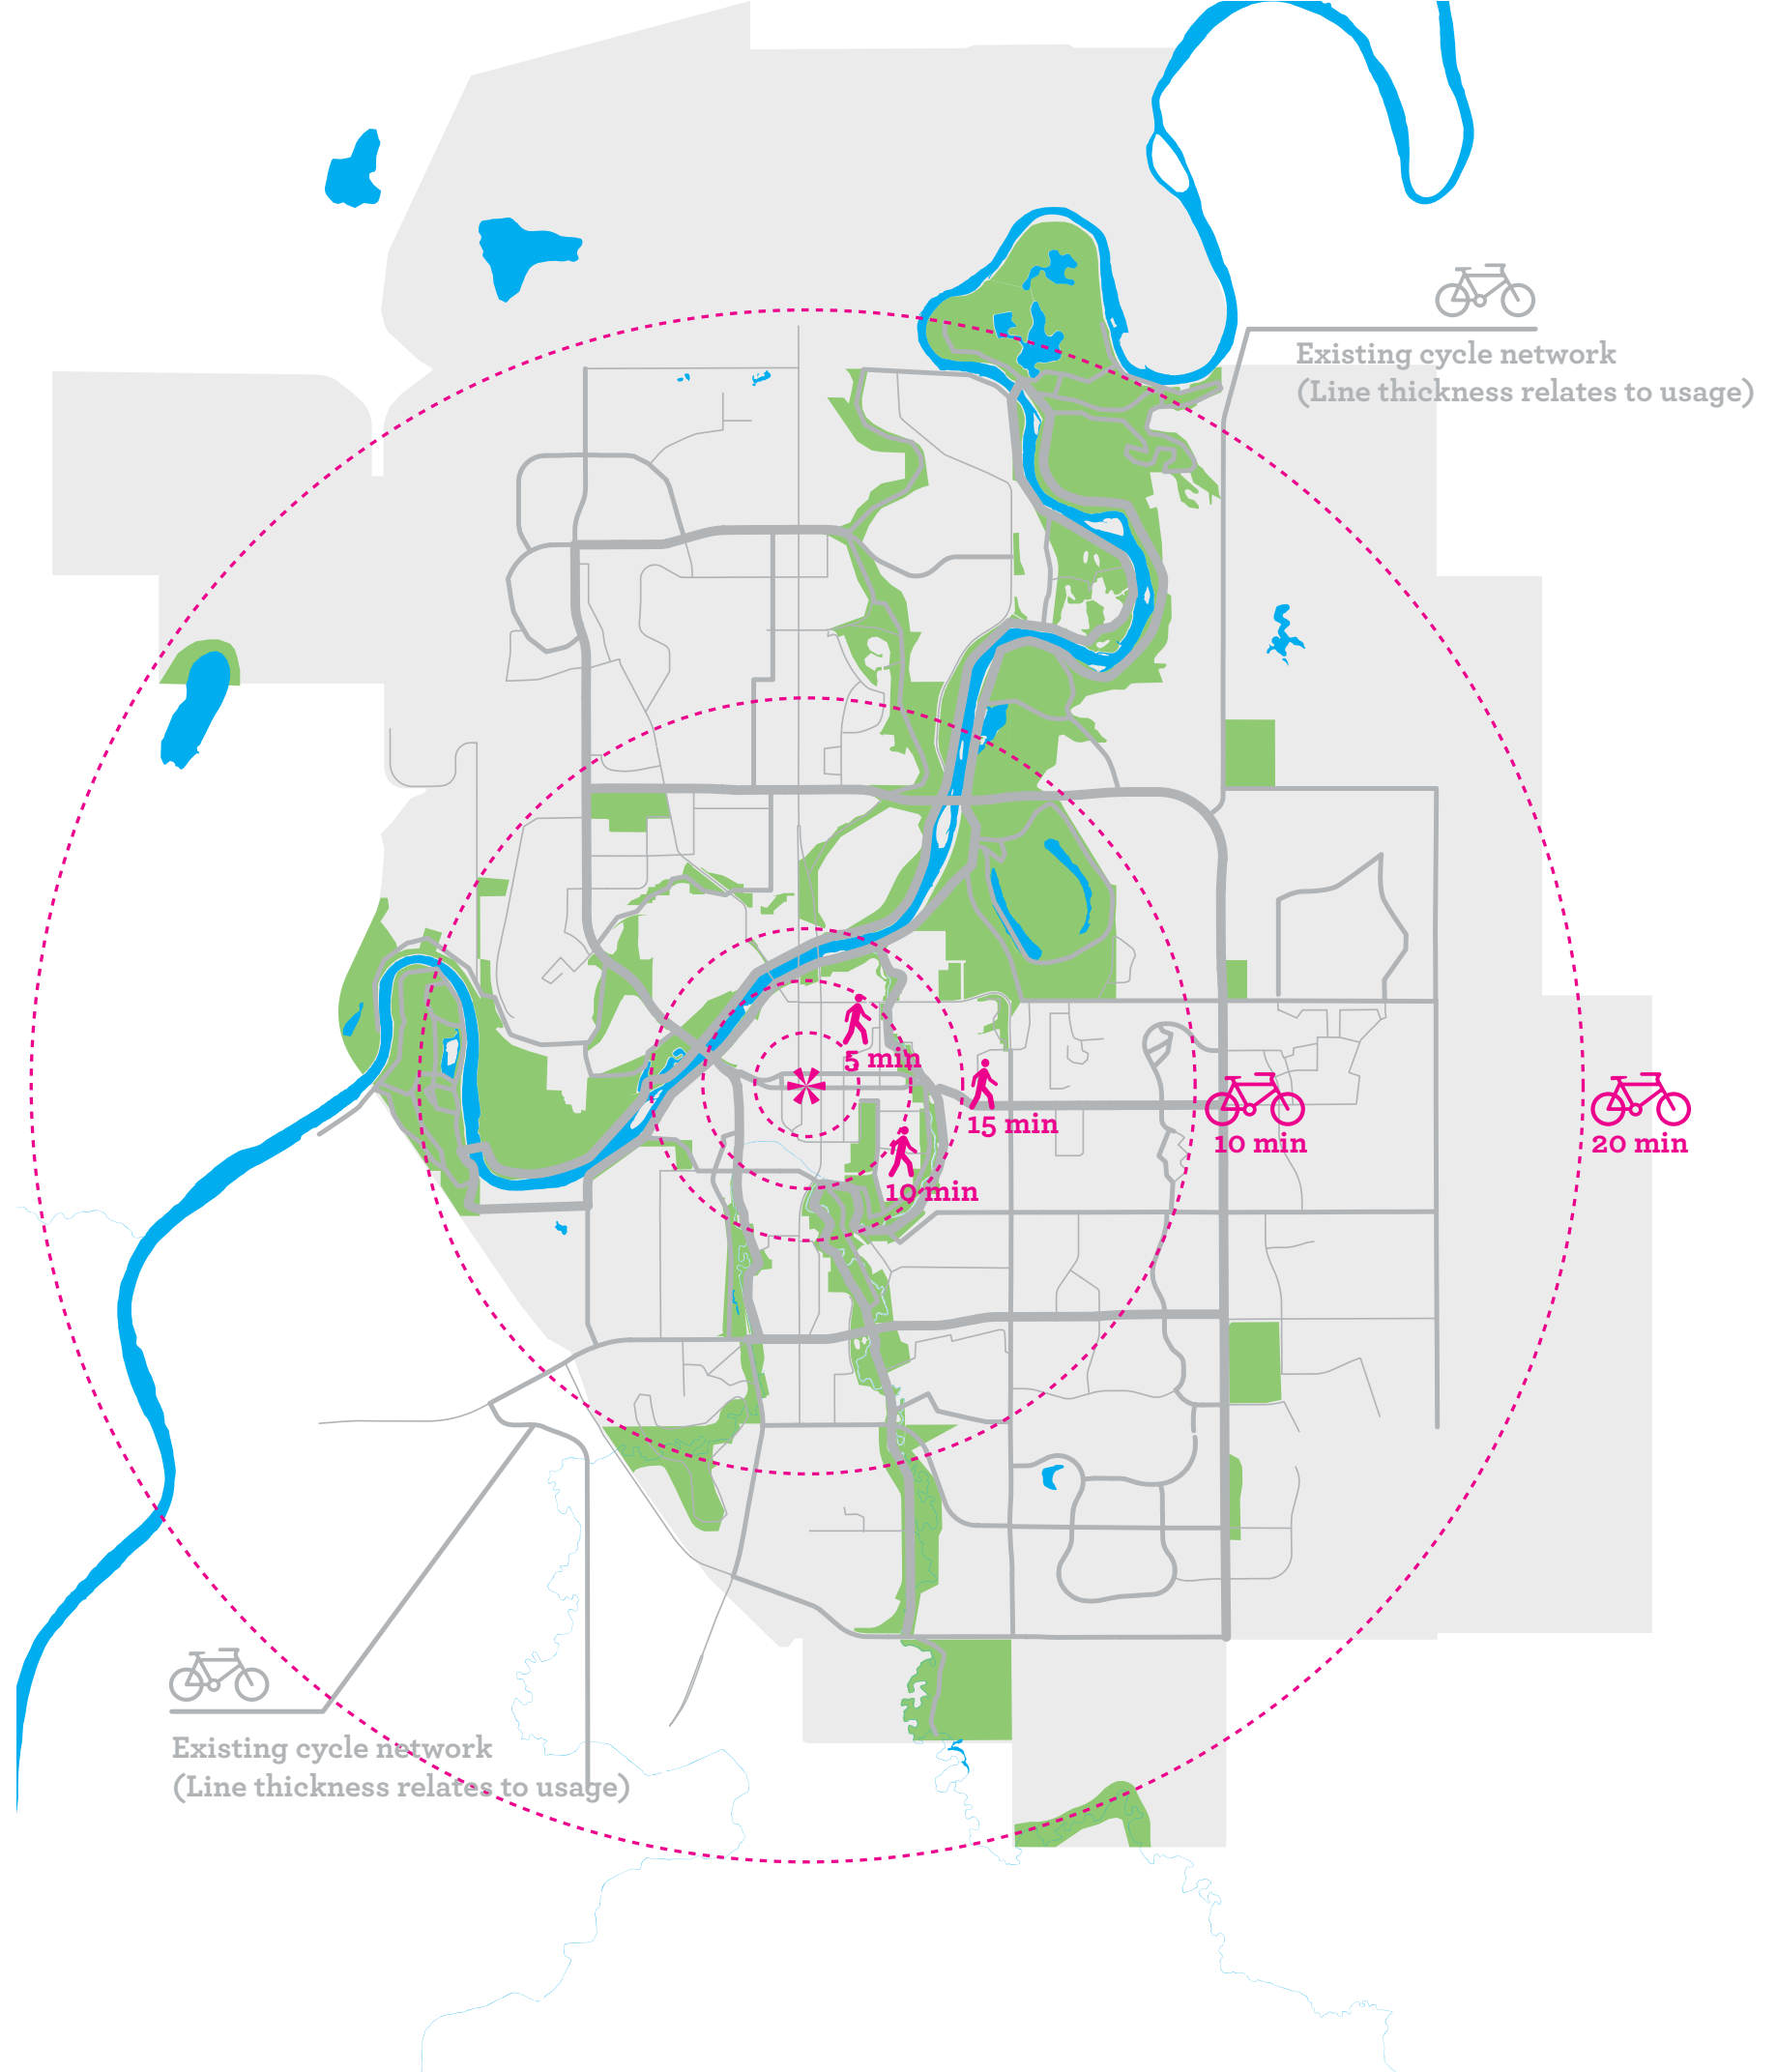 Existing cycle network
(Line thickness relates to usage)
5 min
15 min
10 min
10 min
20 min
Existing cycle network
(Line thickness relates to usage)